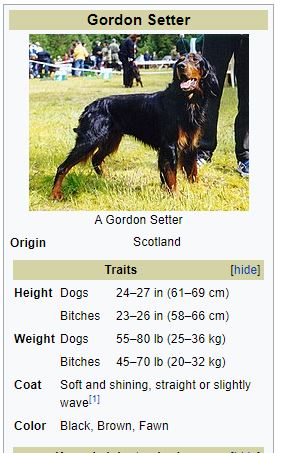 Gordon Setter
A Gordon Setter
Origin Scotland
Traits [hide]
Height Dogs 24–27 in (61–69 cm)
Bitches 23–26 in (58–66 cm)
Weight Dogs 55–80 lb (25–36 kg)
Bitches 45–70 lb (20–32 kg)
Coat Soft and shining, straight or slightly
wave[1]
Color Black, Brown, Fawn